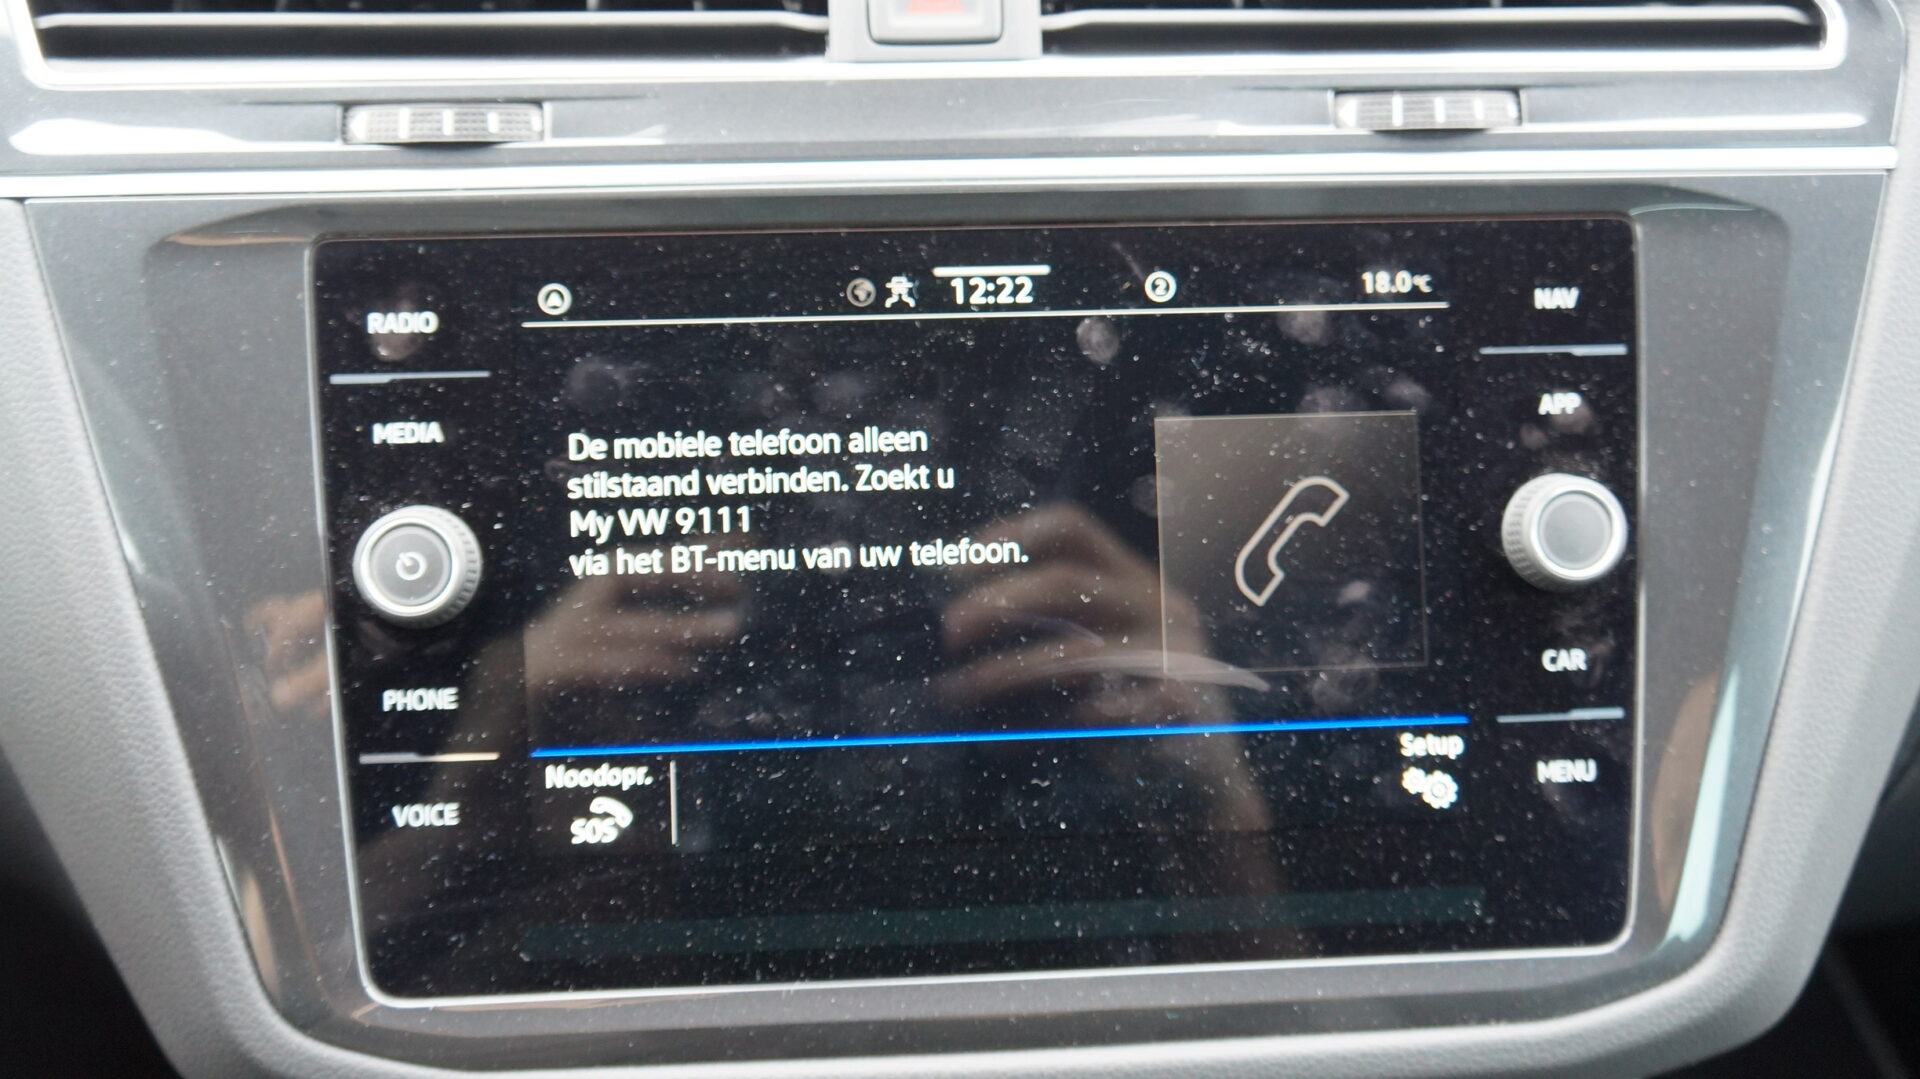 12:22
2
18.0°C
RADIO
MEDIA
PHONE
VOICE
De mobiele telefoon alleen
stilstaand verbinden. Zoekt u
My VW 9111
via het BT-menu van uw telefoon.
Noodopr.
SOS
Setup
NAV
APP
CAR
MENU